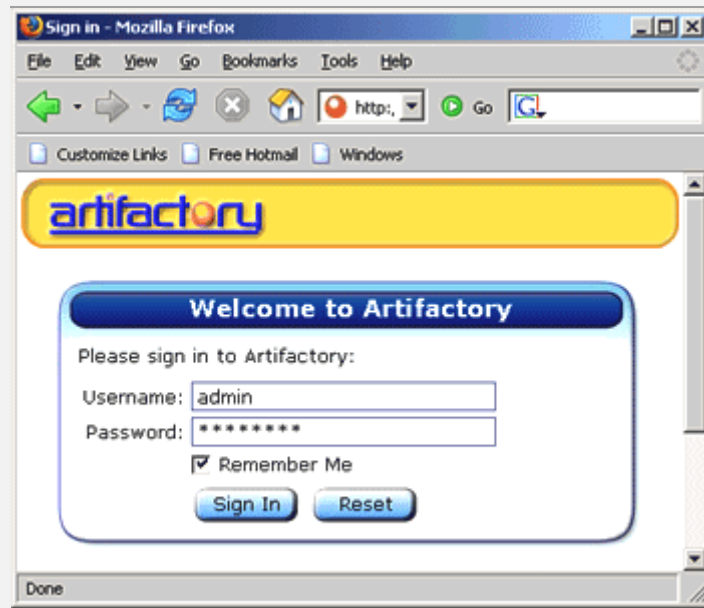 Sign in - Mozilla Firefox
File Edit View Go Bookmarks Tools Help
http:, Go G
Customize Links Free Hotmail Windows
artifactory
Welcome to Artifactory
Please sign in to Artifactory:
Username: admin
Password: ********
Remember Me
Sign In Reset
Done